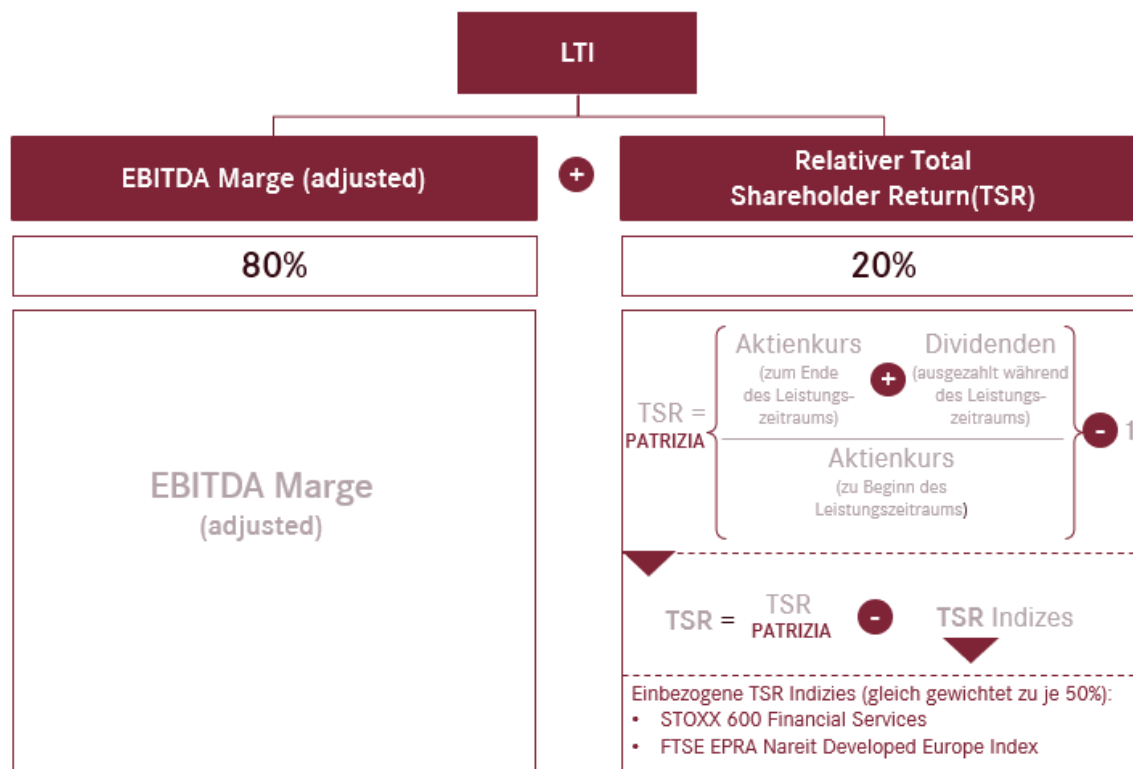 LTI
EBITDA Marge (adjusted)
+
Relativer Total
Shareholder Return(TSR)
80%
20%
EBITDA Marge
(adjusted)
TSR =
PATRIZIA
Aktienkurs
(zum Ende
des Leistungs-
zeitraums)
+
Dividenden
(ausgezahlt während
des Leistungs-
zeitraums)
Aktienkurs
(zu Beginn des
Leistungszeitraums)
- 1
TSR = TSR
PATRIZIA
-
TSR Indizes
Einbezogene TSR Indizies (gleich gewichtet zu je 50%):
• STOXX 600 Financial Services
• FTSE EPRA Nareit Developed Europe Index